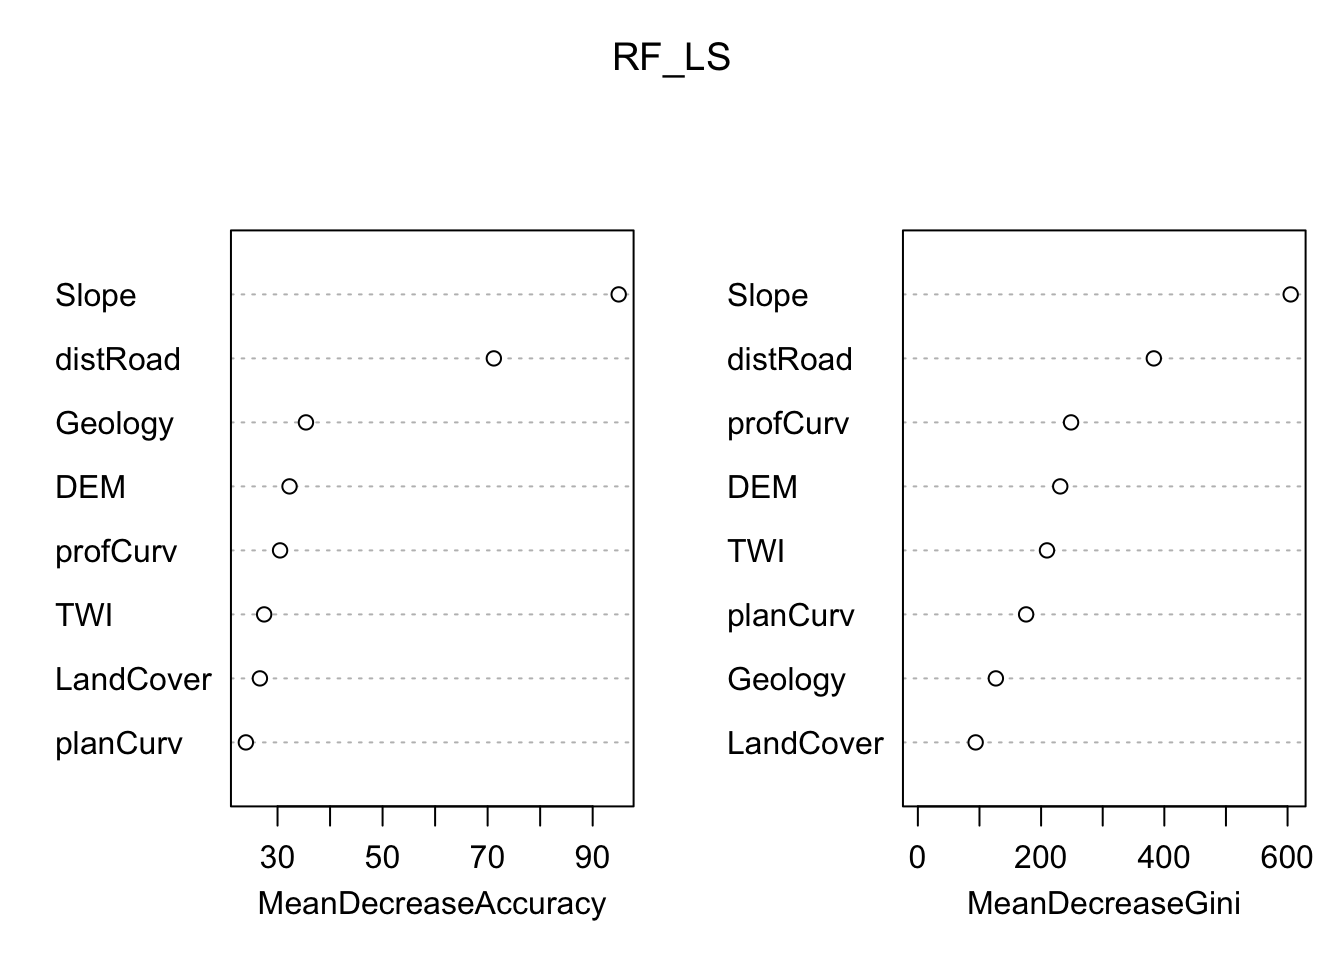 RF_LS
Slope
distRoad
Geology
DEM
profCurv
TWI
LandCover
planCurv
30 50 70 90
MeanDecreaseAccuracy
Slope
distRoad
profCurv
DEM
TWI
planCurv
Geology
LandCover
0 200 400 600
MeanDecreaseGini